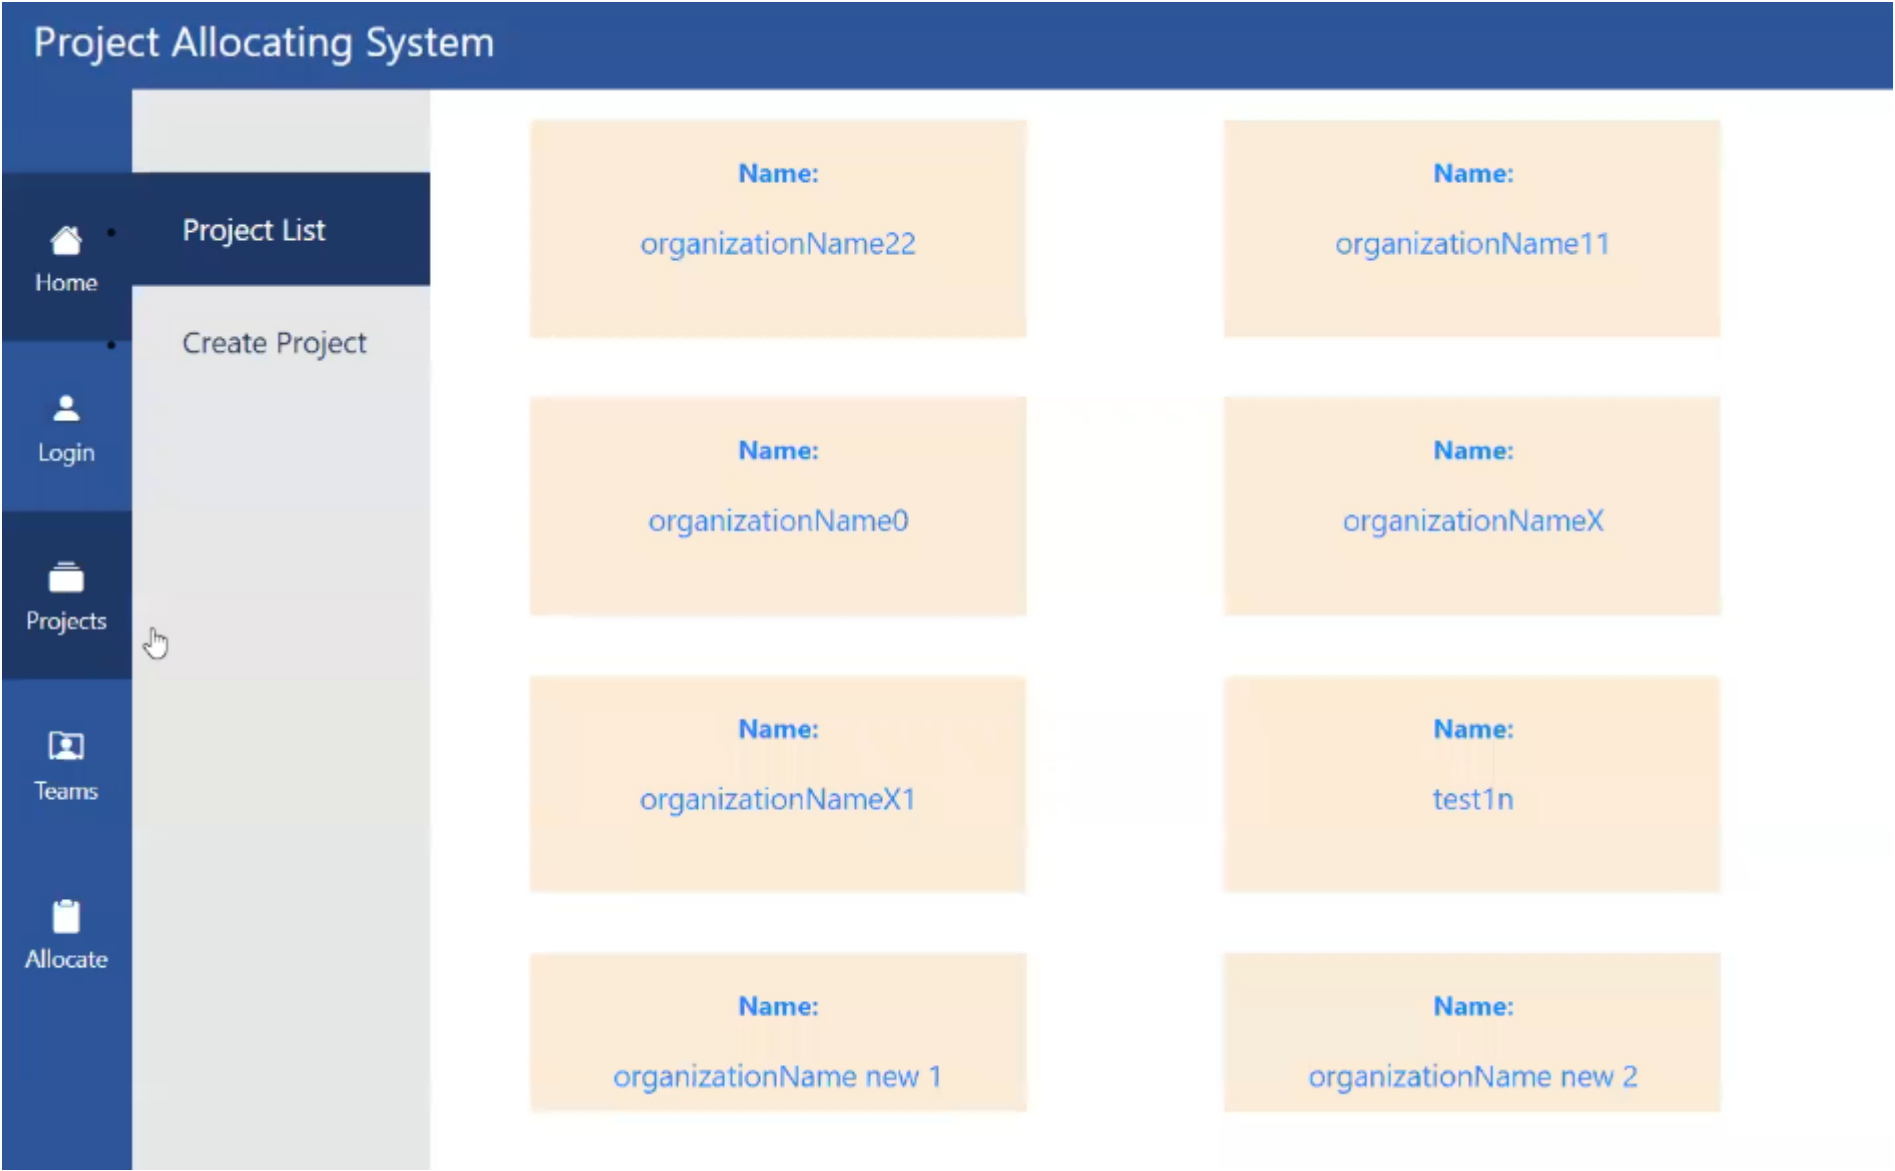 Project Allocating System
Home
Login
Projects
Teams
Allocate
Project List
Create Project
Name:
organizationName22
Name:
organizationName11
Name:
organizationName0
Name:
organizationNameX
Name:
organizationNameX1
Name:
test1n
Name:
organizationName new 1
Name:
organizationName new 2